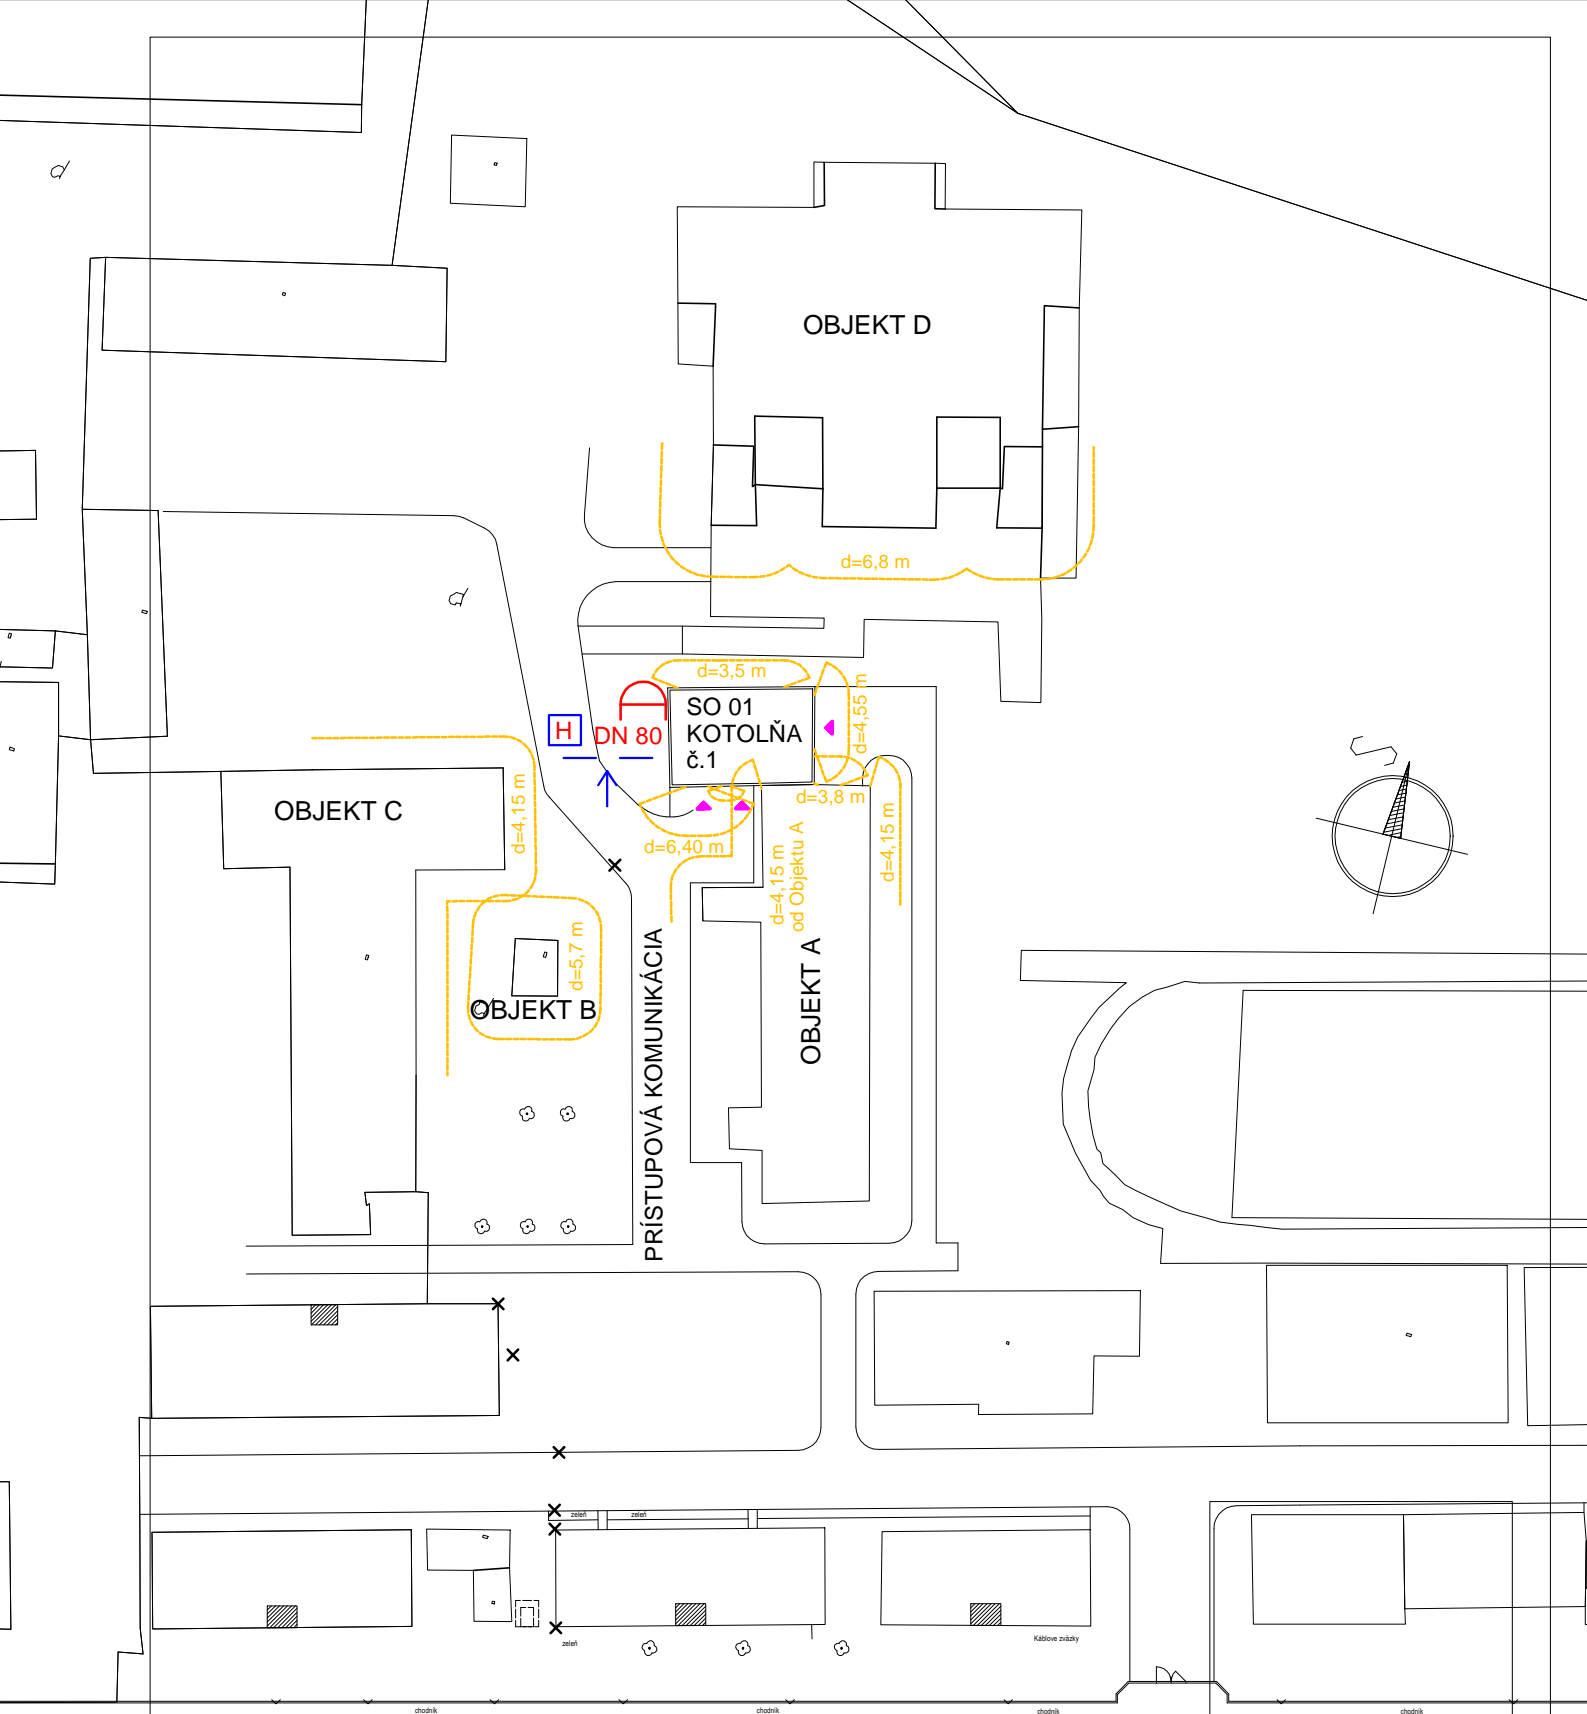 OBJEKT D
d=6,8 m
d=3,5 m
d=4,55 m
SO 01
KOTOLŇA
č.1
H
DN 80
d=3,8 m
OBJEKT C
d=4,15 m
d=6,40 m
d=4,15 m
od Objektu A
d=4,15 m
d=5,7 m
OBJEKT B
PRÍSTUPOVÁ KOMUNIKÁCIA
OBJEKT A
S
zeleň
zeleň
zeleň
Káblove zväzky
chodník
chodník
chodník
chodník